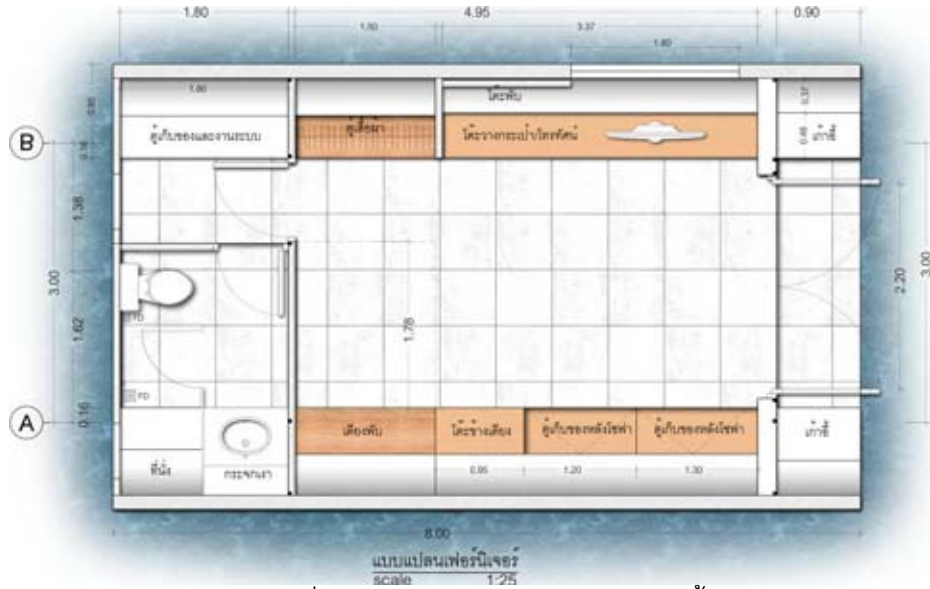 1.80 4.95 0.90
1.50 3.37
1.80
1.80 โต๊ะพับ 0.37
0.80
ตู้เก็บของและงานระบบ ตู้เสื้อผ้า โต๊ะวางกระเป๋า/โทรทัศน์ 0.46 เก้าอี้
B
0.16
1.38
3.00 2.20 3.00
1.62 1.78
FD
FD
A 0.16
เตียงพับ โต๊ะข้างเตียง ตู้เก็บของหลังโซฟา ตู้เก็บของหลังโซฟา เก้าอี้
ที่นั่ง กระจกเงา 0.95 1.20 1.30
8.00
แบบแปลนเฟอร์นิเจอร์
scale 1:25